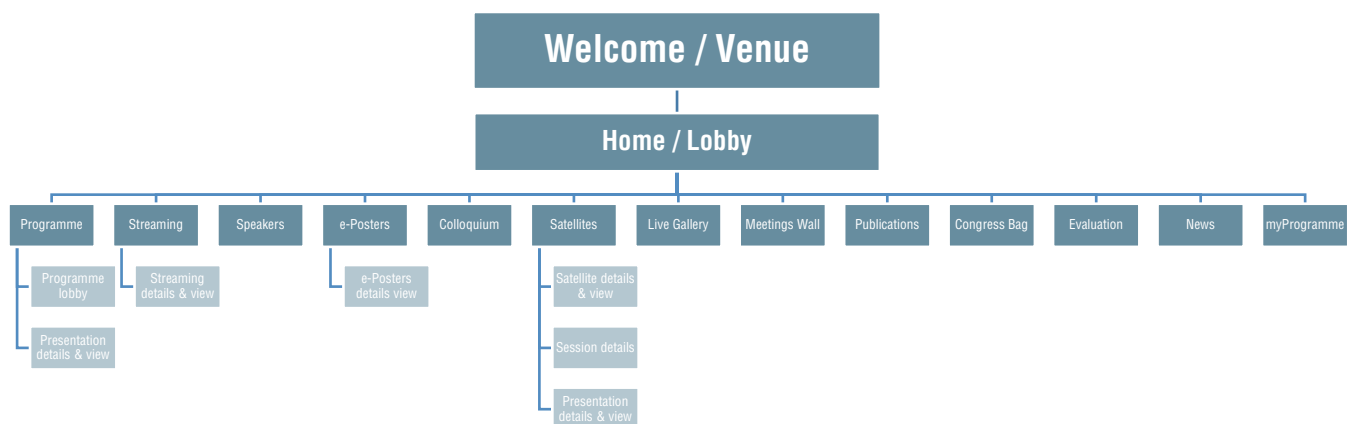 Welcome / Venue
Home / Lobby
Programme
Streaming
Speakers
e-Posters
Colloquium
Satellites
Live Gallery
Meetings Wall
Publications
Congress Bag
Evaluation
News
myProgramme
Programme
lobby
Streaming
details & view
e-Posters
details view
Satellite details
& view
Presentation
details & view
Session details
Presentation
details & view